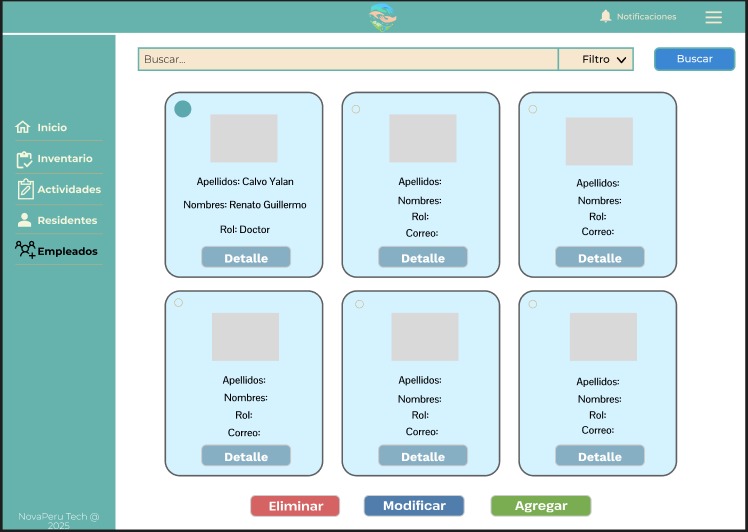 Notificaciones
Buscar...
Filtro
Buscar
Inicio
Inventario
Actividades
Residentes
Empleados
Apellidos: Calvo Yalan
Nombres: Renato Guillermo
Rol: Doctor
Detalle
Apellidos:
Nombres:
Rol:
Correo:
Detalle
Apellidos:
Nombres:
Rol:
Correo:
Detalle
Apellidos:
Nombres:
Rol:
Correo:
Detalle
Apellidos:
Nombres:
Rol:
Correo:
Detalle
Apellidos:
Nombres:
Rol:
Correo:
Detalle
Eliminar
Modificar
Agregar
NovaPeru Tech @
2025